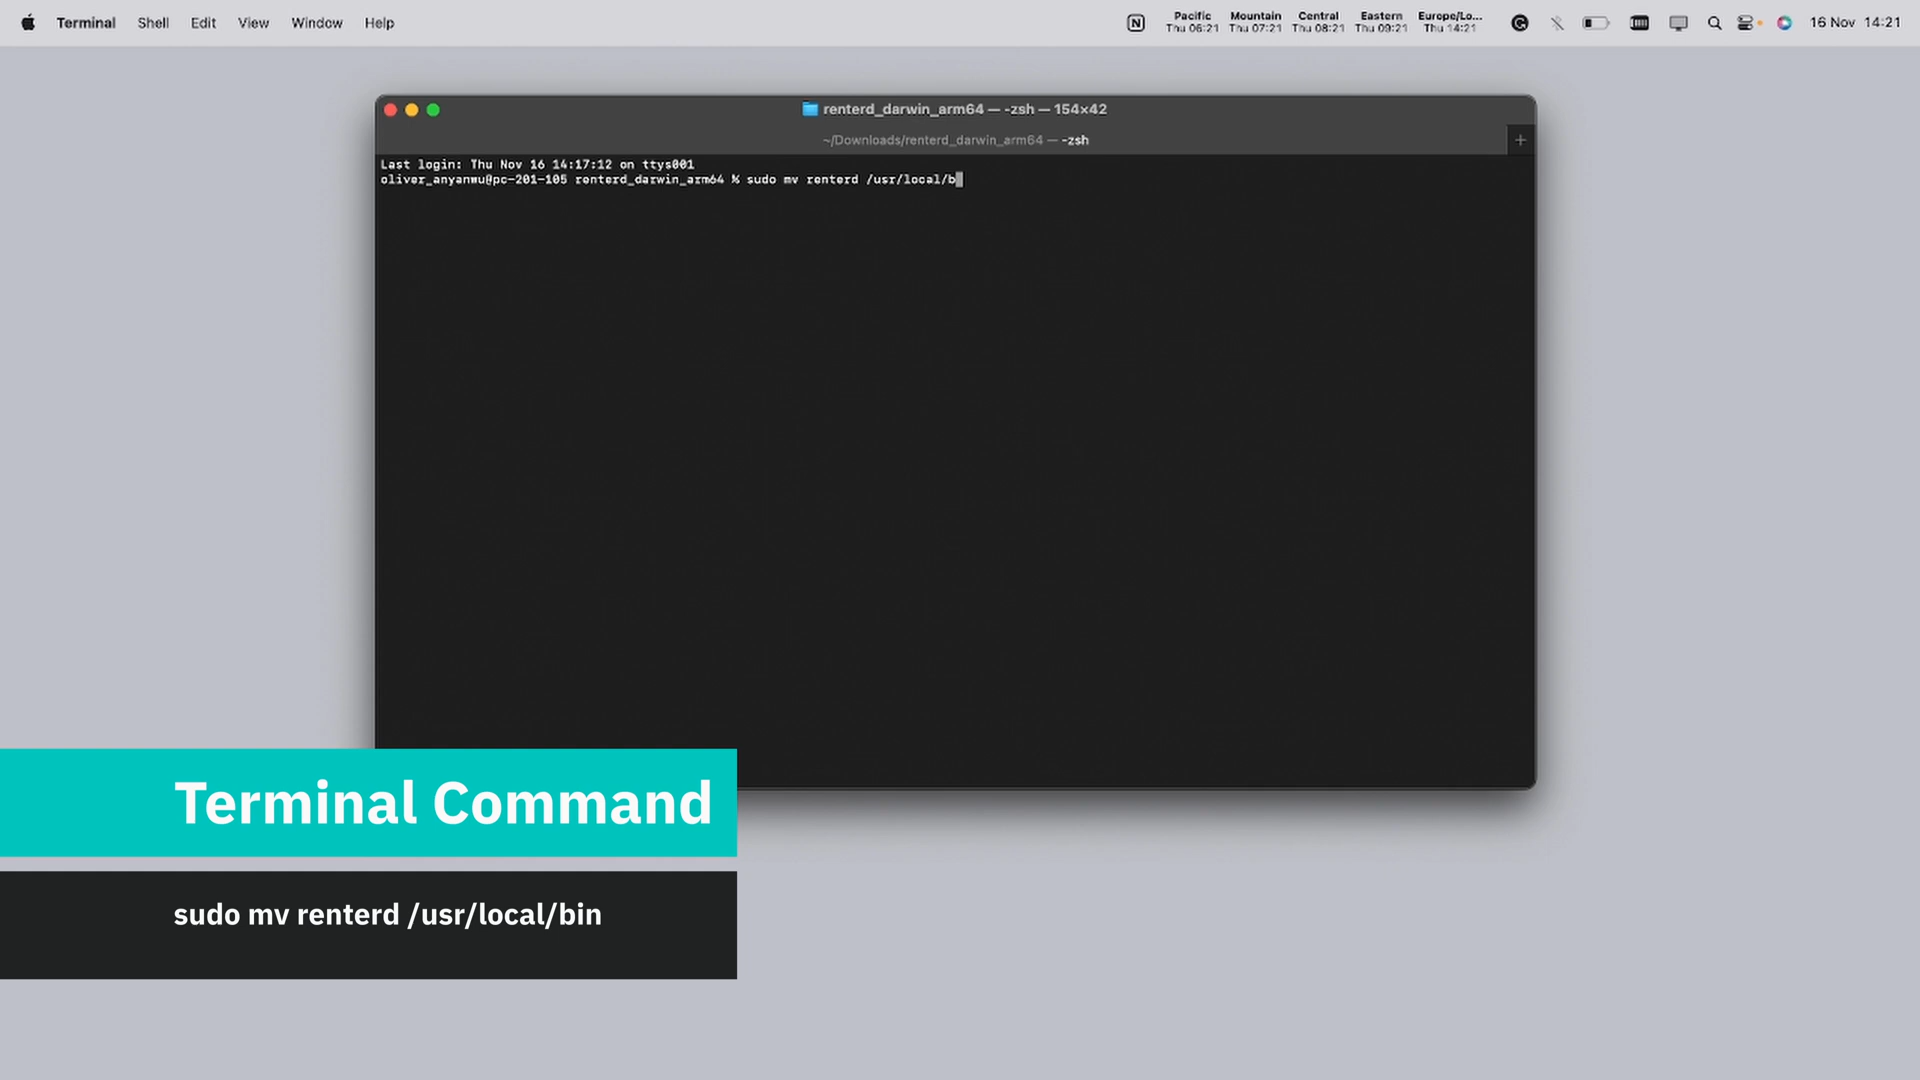 Terminal Shell Edit View Window Help
N Pacific Mountain Central Eastern Europe/Lo... 16 Nov 14:21
Thu 06:21 Thu 07:21 Thu 08:21 Thu 09:21 Thu 14:21
renterd_darwin_arm64 — -zsh — 154×42
~/Downloads/renterd_darwin_arm64 — -zsh +
Last login: Thu Nov 16 14:17:12 on ttys001
oliver_anyanwu@pc-201-105 renterd_darwin_arm64 % sudo mv renterd /usr/local/b
Terminal Command
sudo mv renterd /usr/local/bin